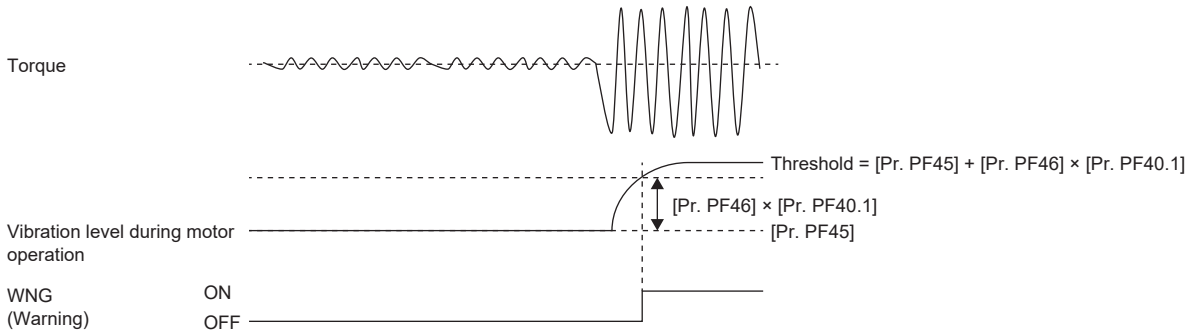 Torque
Threshold = [Pr. PF45] + [Pr. PF46] × [Pr. PF40.1]
[Pr. PF46] × [Pr. PF40.1]
Vibration level during motor
operation
[Pr. PF45]
WNG
(Warning)
ON
OFF